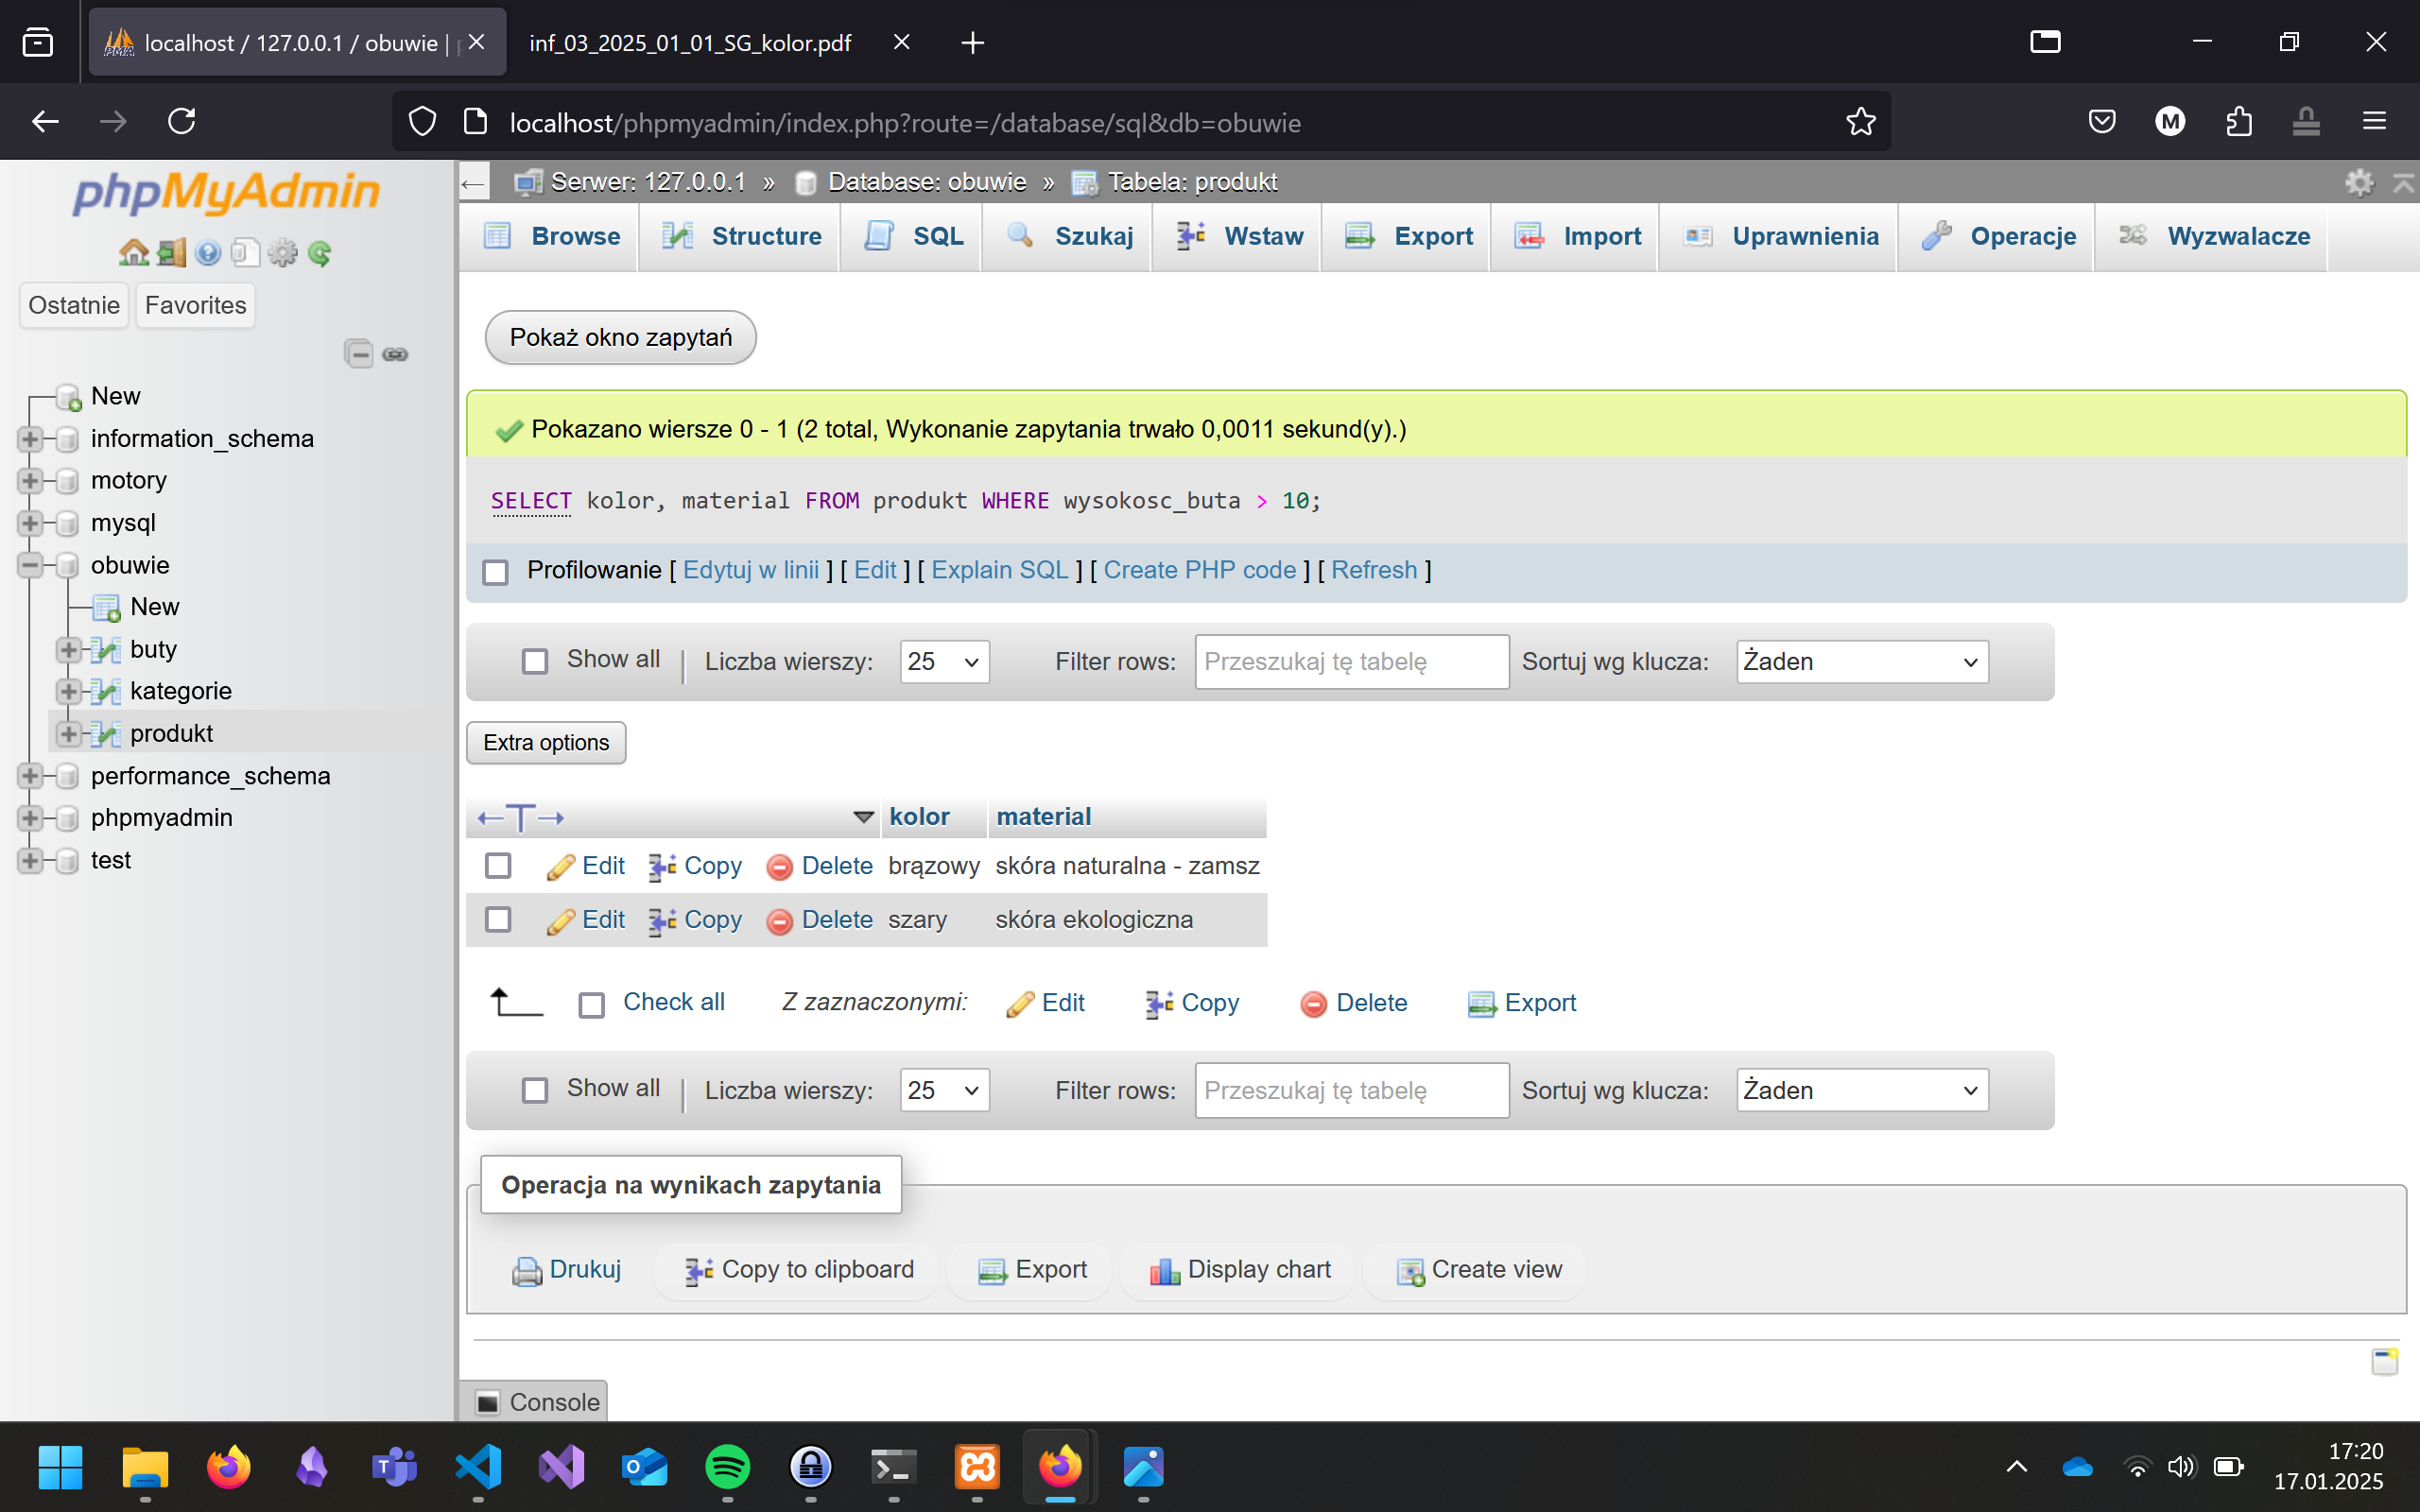 localhost / 127.0.0.1 / obuwie |
inf_03_2025_01_01_SG_kolor.pdf
localhost/phpmyadmin/index.php?route=/database/sql&db=obuwie
M
phpMyAdmin
Ostatnie Favorites
New
information_schema
motory
mysql
obuwie
New
buty
kategorie
produkt
performance_schema
phpmyadmin
test
Serwer: 127.0.0.1 » Database: obuwie » Tabela: produkt
Browse Structure SQL Szukaj Wstaw Export Import Uprawnienia Operacje Wyzwalacze
Pokaż okno zapytań
Pokazano wiersze 0 - 1 (2 total, Wykonanie zapytania trwało 0,0011 sekund(y).)
SELECT kolor, material FROM produkt WHERE wysokosc_buta > 10;
Profilowanie [ Edytuj w linii ] [ Edit ] [ Explain SQL ] [ Create PHP code ] [ Refresh ]
Show all | Liczba wierszy: 25 Filter rows: Przeszukaj tę tabelę Sortuj wg klucza: Żaden
Extra options
←T→ kolor material
Edit Copy Delete brązowy skóra naturalna - zamsz
Edit Copy Delete szary skóra ekologiczna
Check all Z zaznaczonymi: Edit Copy Delete Export
Show all | Liczba wierszy: 25 Filter rows: Przeszukaj tę tabelę Sortuj wg klucza: Żaden
Operacja na wynikach zapytania
Drukuj Copy to clipboard Export Display chart Create view
Console
17:20
17.01.2025